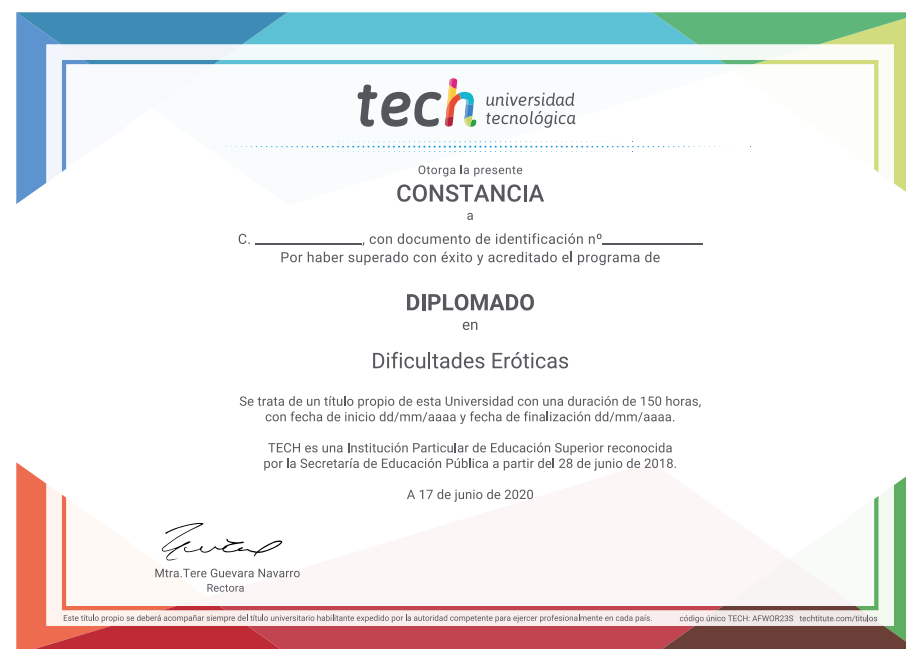 tech universidad
tecnológica
Otorga la presente
CONSTANCIA
a
C. ____________, con documento de identificación nº____________
Por haber superado con éxito y acreditado el programa de
DIPLOMADO
en
Dificultades Eróticas
Se trata de un título propio de esta Universidad con una duración de 150 horas,
con fecha de inicio dd/mm/aaaa y fecha de finalización dd/mm/aaaa.
TECH es una Institución Particular de Educación Superior reconocida
por la Secretaría de Educación Pública a partir del 28 de junio de 2018.
A 17 de junio de 2020
Mtra.Tere Guevara Navarro
Rectora
Este título propio se deberá acompañar siempre del título universitario habilitante expedido por la autoridad competente para ejercer profesionalmente en cada país. código único TECH: AFWOR23S techtitute.com/titulos